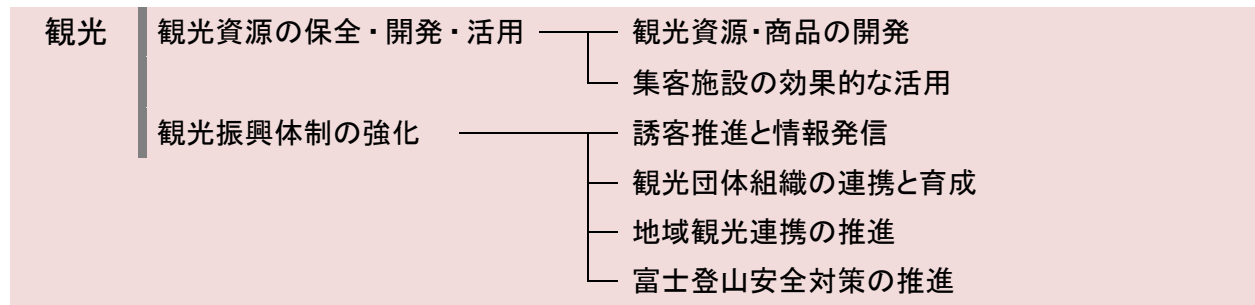 観光 観光資源の保全・開発・活用 観光資源・商品の開発
集客施設の効果的な活用
観光振興体制の強化 誘客推進と情報発信
観光団体組織の連携と育成
地域観光連携の推進
富士登山安全対策の推進